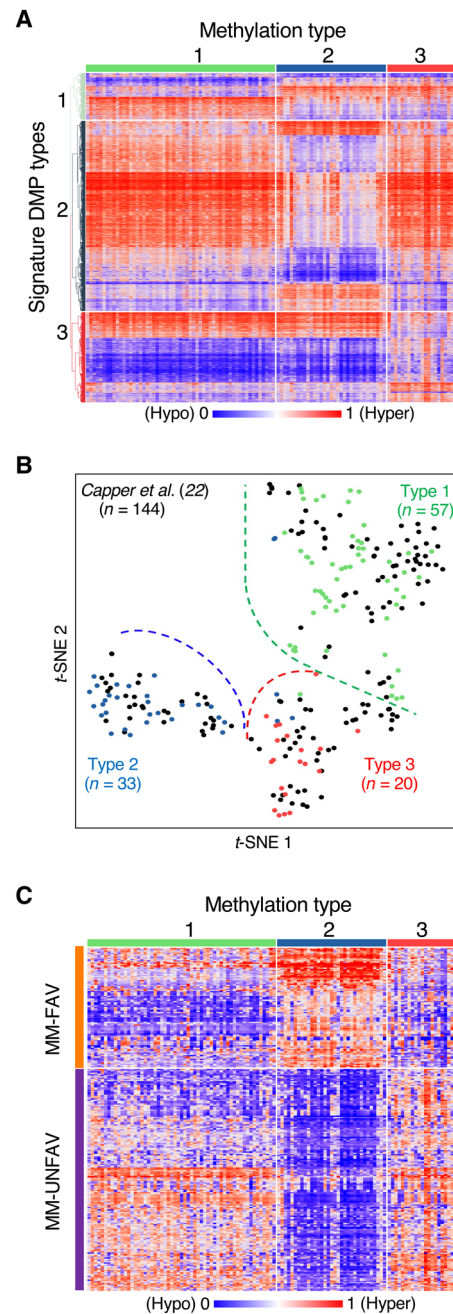 A
Methylation type
1 2 3
Signature DMP types
1
2
3
(Hypo) 0 1 (Hyper)
B
Capper et al. (22)
(n = 144)
Type 1
(n = 57)
t-SNE 2
Type 2
(n = 33)
Type 3
(n = 20)
t-SNE 1
C
Methylation type
1 2 3
MM-FAV
MM-UNFAV
(Hypo) 0 1 (Hyper)